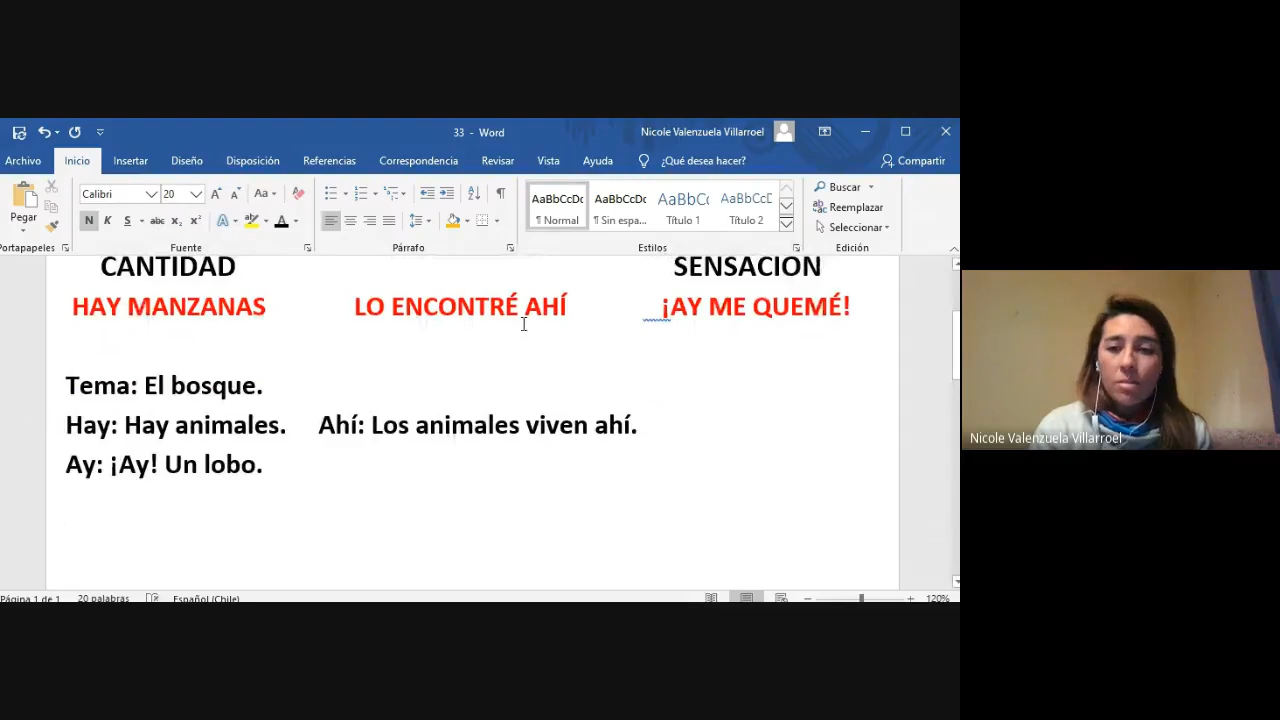 33 - Word
Nicole Valenzuela Villarroel
Archivo Inicio Insertar Diseño Disposición Referencias Correspondencia Revisar Vista Ayuda ¿Qué desea hacer? Compartir
Pegar
Calibri 20
N K S abc x₂ x²
AaBbCcDc AaBbCcDc AaBbC AaBbCcD
¶ Normal ¶ Sin espa... Título 1 Título 2
Buscar
Reemplazar
Seleccionar
Portapapeles Fuente Párrafo Estilos Edición
CANTIDAD SENSACION
HAY MANZANAS LO ENCONTRÉ AHÍ ¡AY ME QUEMÉ!
Tema: El bosque.
Hay: Hay animales. Ahí: Los animales viven ahí.
Ay: ¡Ay! Un lobo.
Página 1 de 1 20 palabras Español (Chile) 120%
Nicole Valenzuela Villarroel